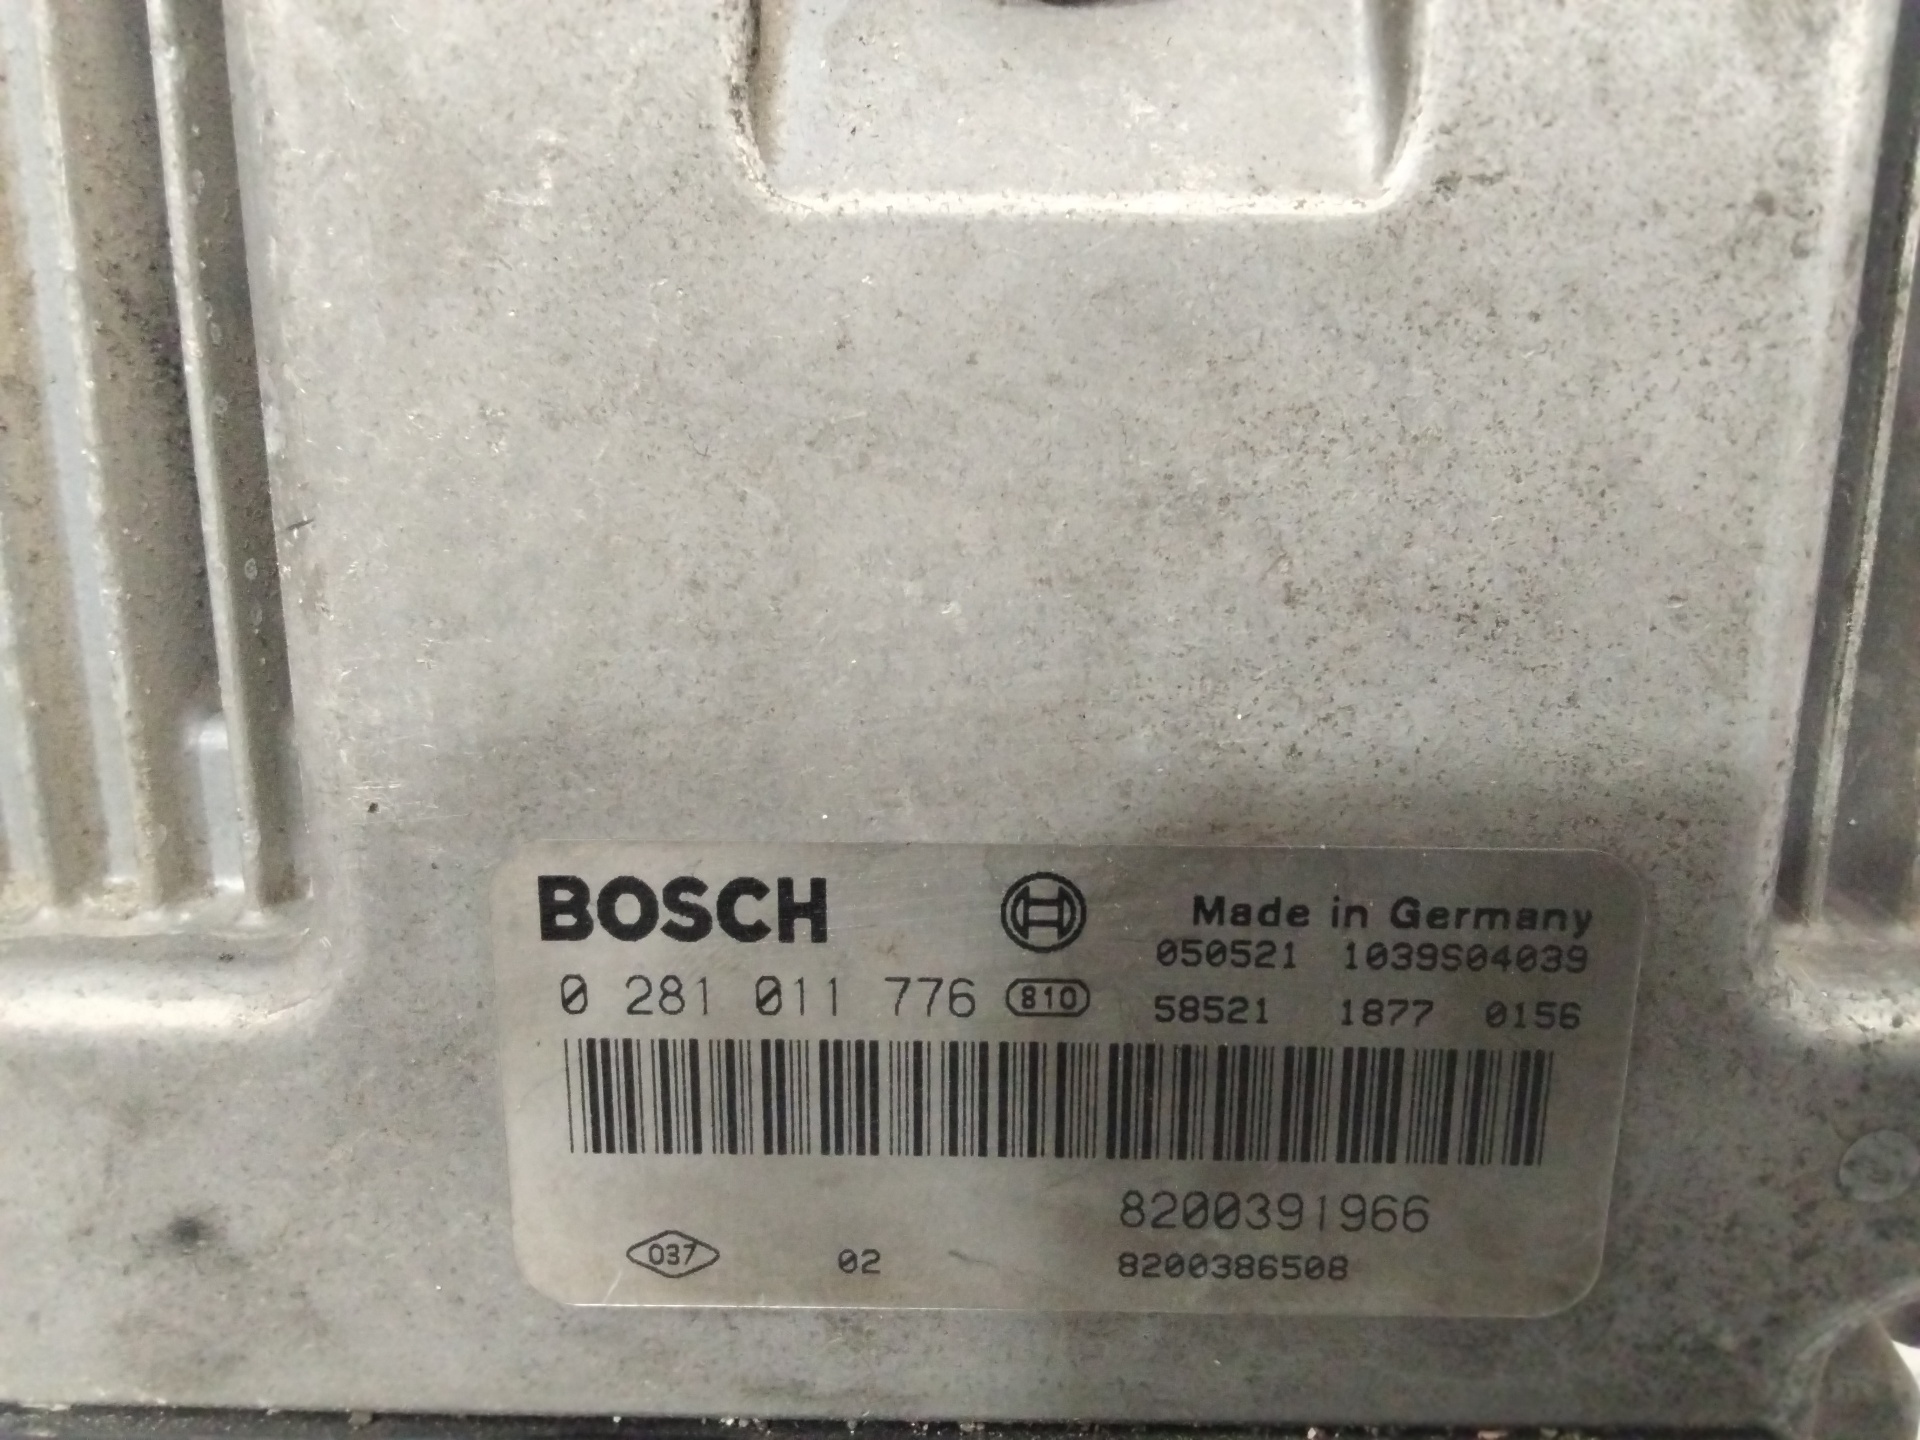 BOSCH
Made in Germany
050521 1039S04039
0 281 011 776 810
58521 1877 0156
8200391966
037 02 8200386508